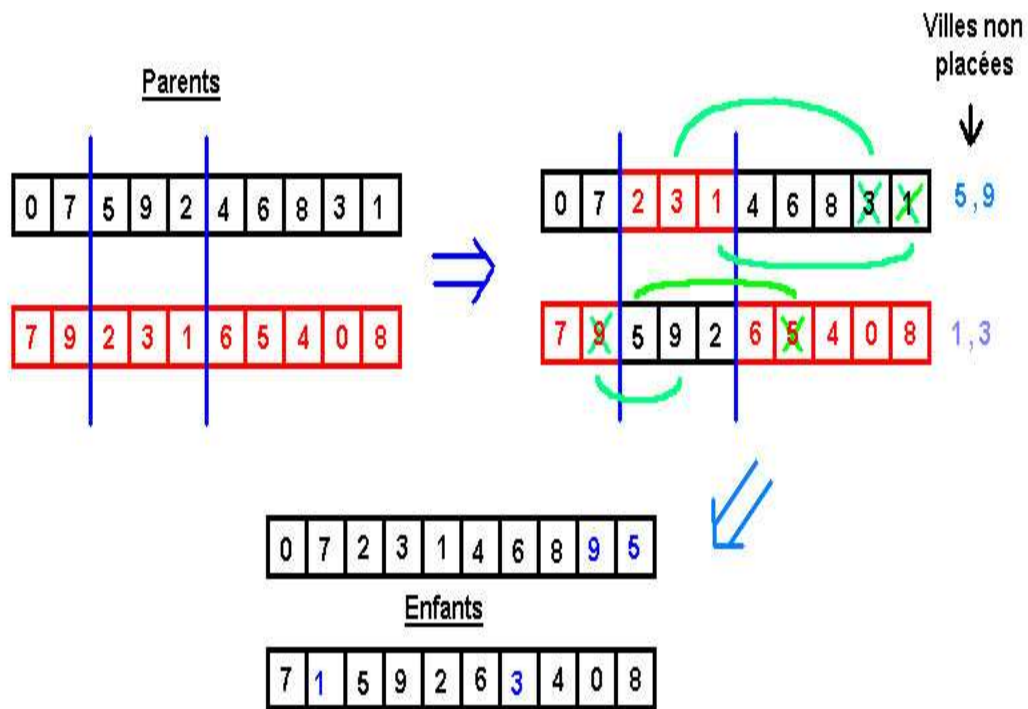 Villes non
placées
Parents
0 7 5 9 2 4 6 8 3 1
7 9 2 3 1 6 5 4 0 8
0 7 2 3 1 4 6 8 3 1
5,9
7 9 5 9 2 6 5 4 0 8
1,3
0 7 2 3 1 4 6 8 9 5
Enfants
7 1 5 9 2 6 3 4 0 8